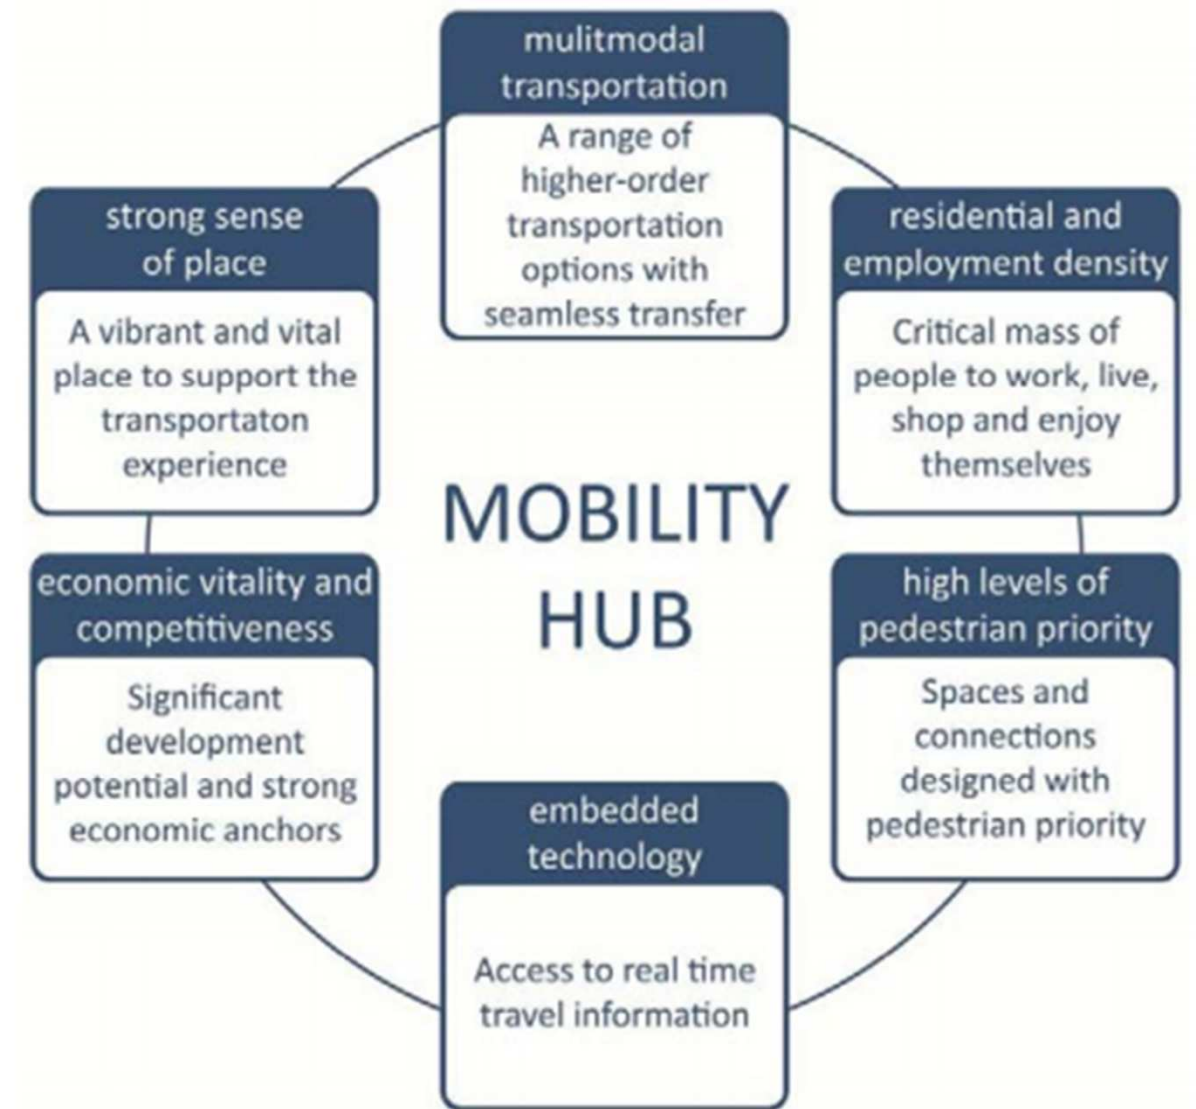 mulitmodal
transportation
A range of
higher-order
transportation
options with
seamless transfer
strong sense
of place
A vibrant and vital
place to support the
transportaton
experience
residential and
employment density
Critical mass of
people to work, live,
shop and enjoy
themselves
MOBILITY
HUB
economic vitality and
competitiveness
Significant
development
potential and strong
economic anchors
high levels of
pedestrian priority
Spaces and
connections
designed with
pedestrian priority
embedded
technology
Access to real time
travel information